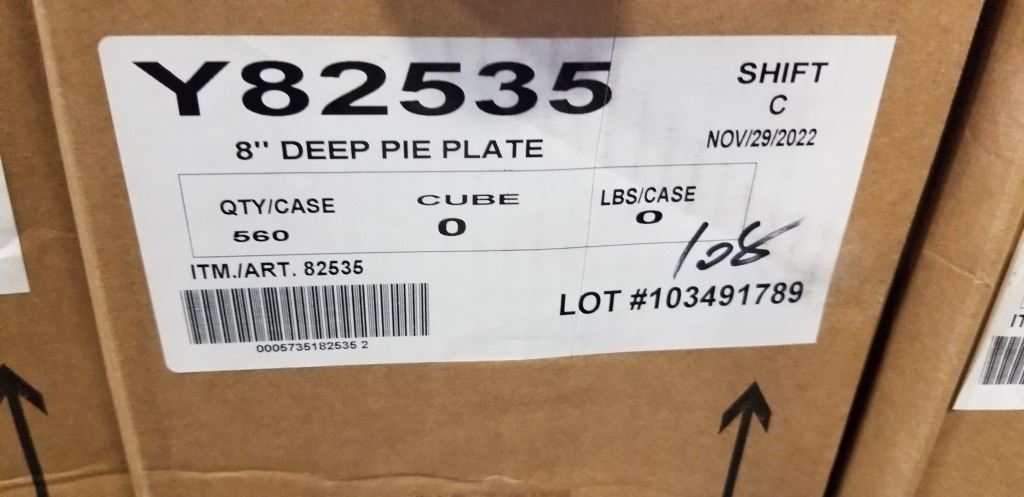 Y82535
SHIFT
C
NOV/29/2022
8" DEEP PIE PLATE
QTY/CASE CUBE LBS/CASE
560 0 0
108
ITM./ART. 82535
LOT #103491789
0005735182535 2
IT